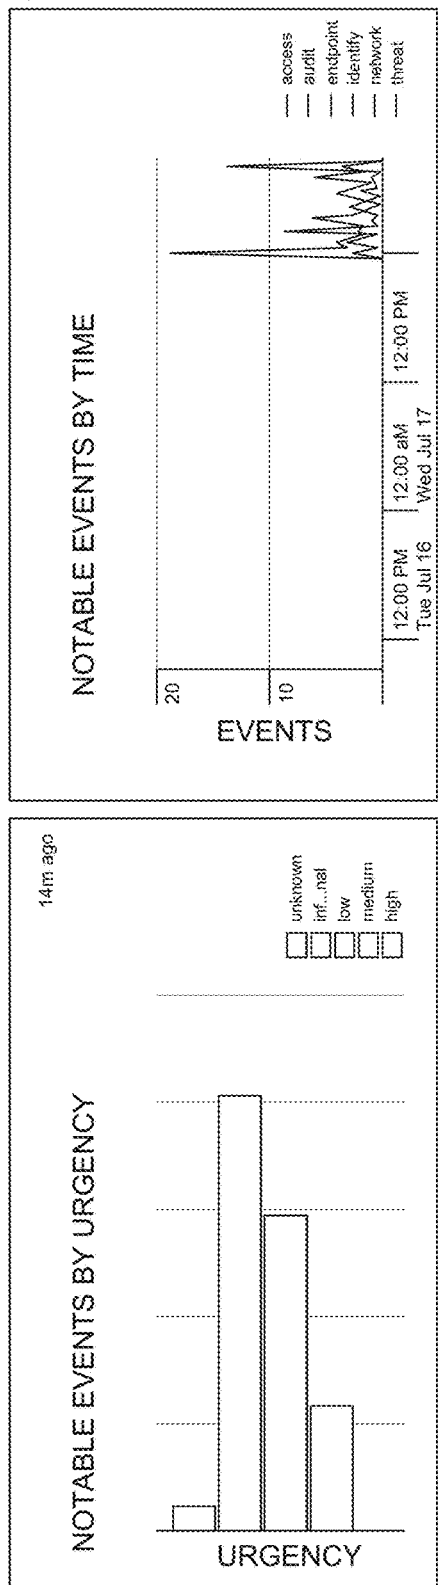 NOTABLE EVENTS BY URGENCY
14m ago
URGENCY
unknown
inf...nal
low
medium
high
NOTABLE EVENTS BY TIME
EVENTS
20
10
12:00 PM
Tue Jul 16
12:00 aM
Wed Jul 17
12:00 PM
access
audit
endpoint
identify
network
threat